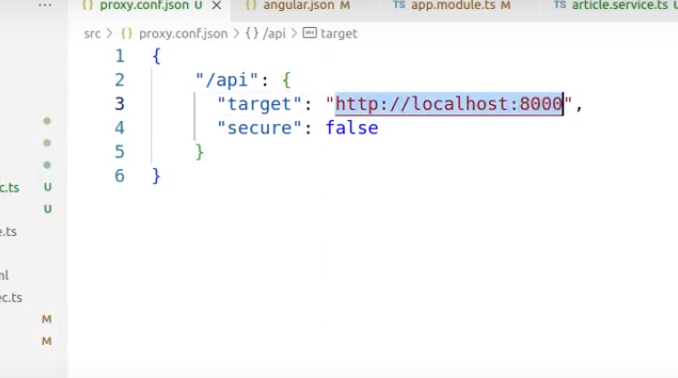 ... {} proxy.conf.json U × {} angular.json M TS app.module.ts M TS article.service.ts U
src > {} proxy.conf.json > {} /api > target
1 {
2 "/api": {
3 "target": "http://localhost:8000",
4 "secure": false
5 }
6 }
c.ts U
U
e.ts
ml
ec.ts
M
M